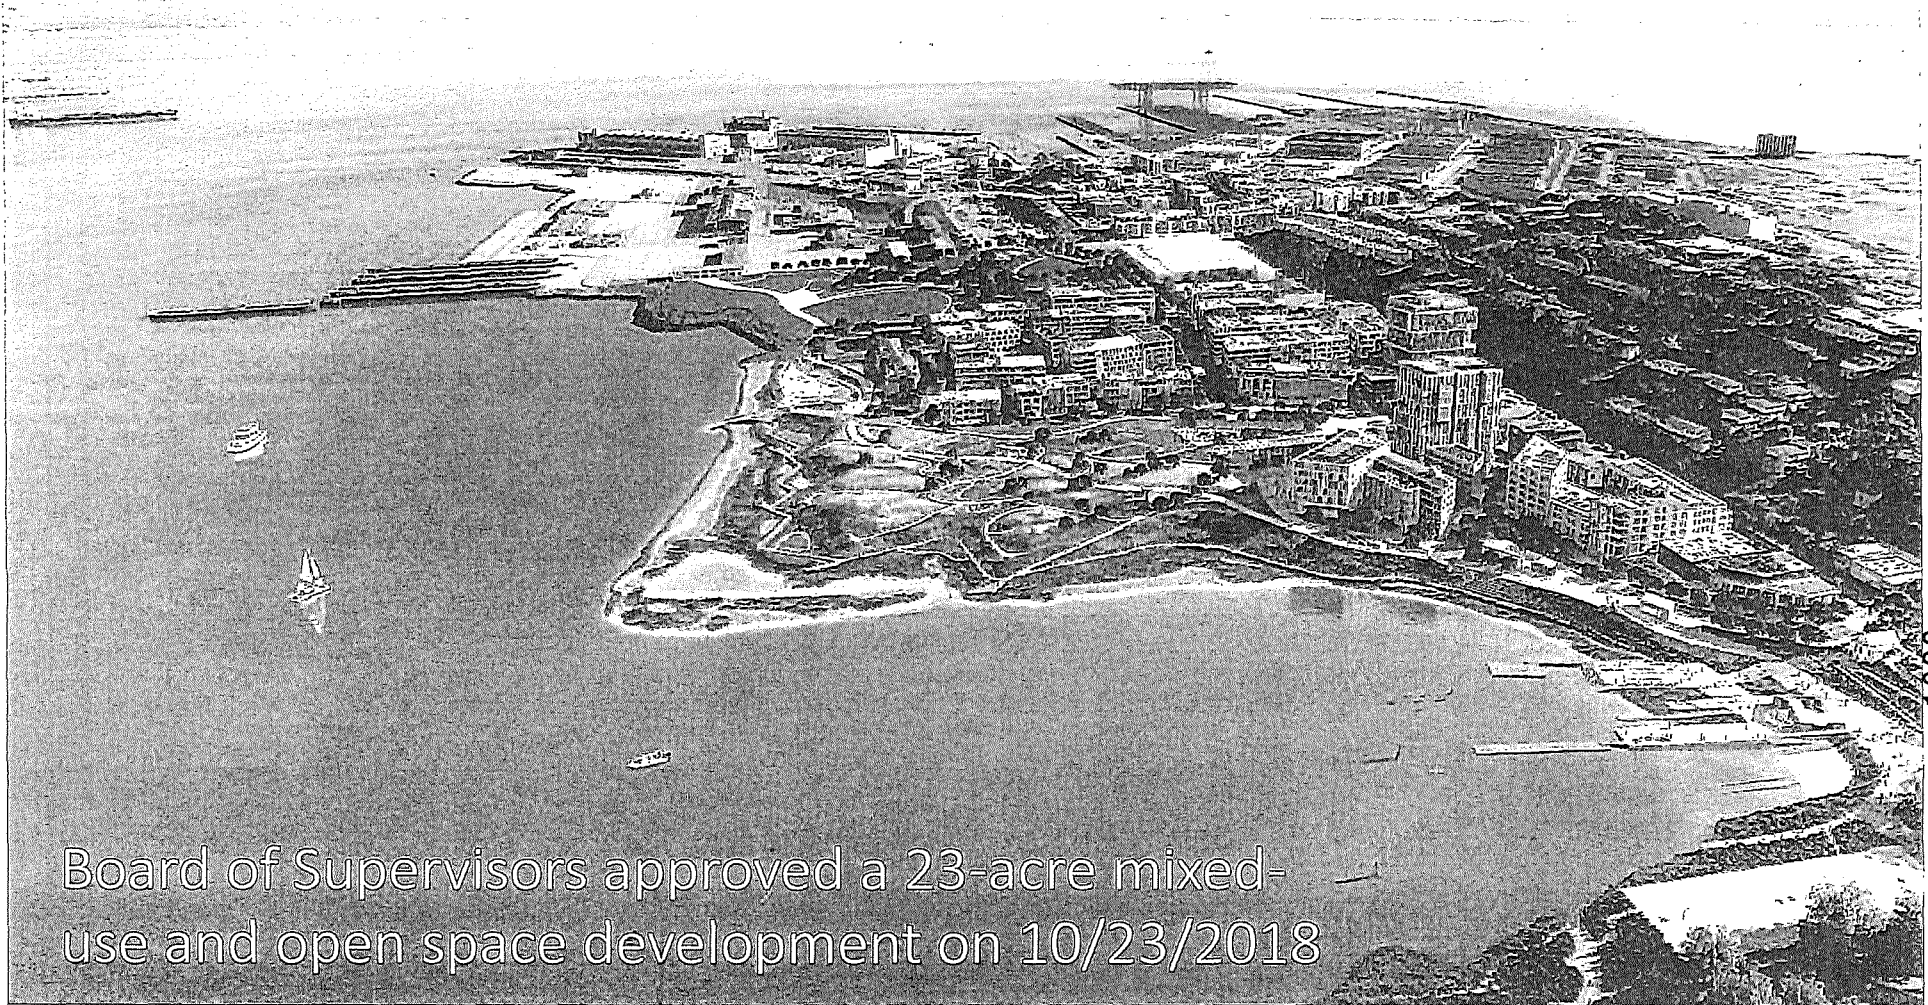 Board of Supervisors approved a 23-acre mixed-
use and open space development on 10/23/2018